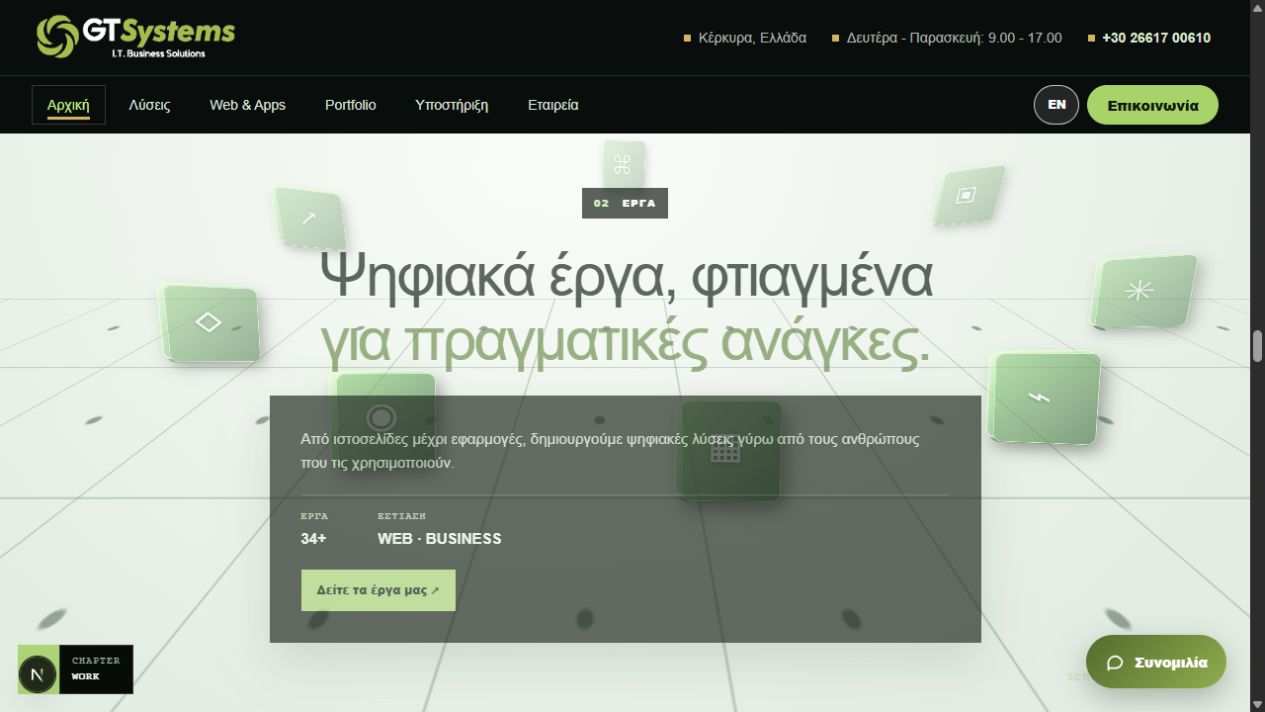 GTSystems
I.T. Business Solutions
Κέρκυρα, Ελλάδα
Δευτέρα - Παρασκευή: 9.00 - 17.00
+30 26617 00610
Αρχική
Λύσεις
Web & Apps
Portfolio
Υποστήριξη
Εταιρεία
EN
Επικοινωνία
02 ΕΡΓΑ
Ψηφιακά έργα, φτιαγμένα
για πραγματικές ανάγκες.
Από ιστοσελίδες μέχρι εφαρμογές, δημιουργούμε ψηφιακές λύσεις γύρω από τους ανθρώπους
που τις χρησιμοποιούν.
ΕΡΓΑ
34+
ΕΣΤΙΑΣΗ
WEB · BUSINESS
Δείτε τα έργα μας ↗
N
CHAPTER
WORK
Συνομιλία